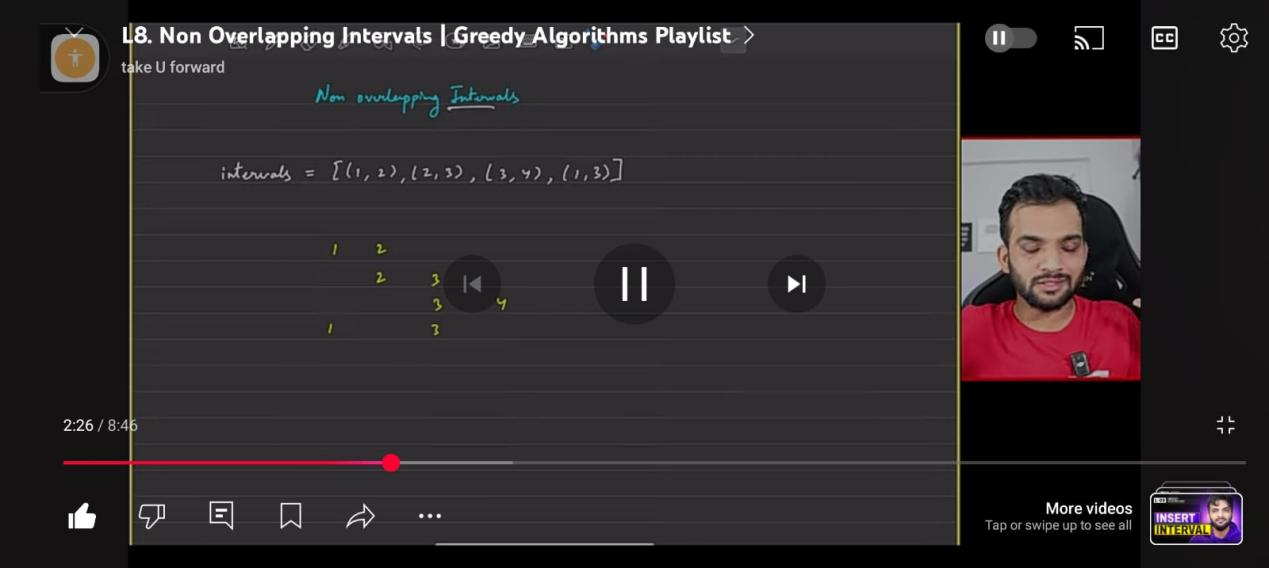 L8. Non Overlapping Intervals | Greedy Algorithms Playlist
take U forward
CC
Non overlapping Intervals
intervals = [(1, 2), (2, 3), (3, 4), (1, 3)]
1 2
2 3
3 4
1 3
2:26 / 8:46
More videos
Tap or swipe up to see all
INSERT
INTERVAL